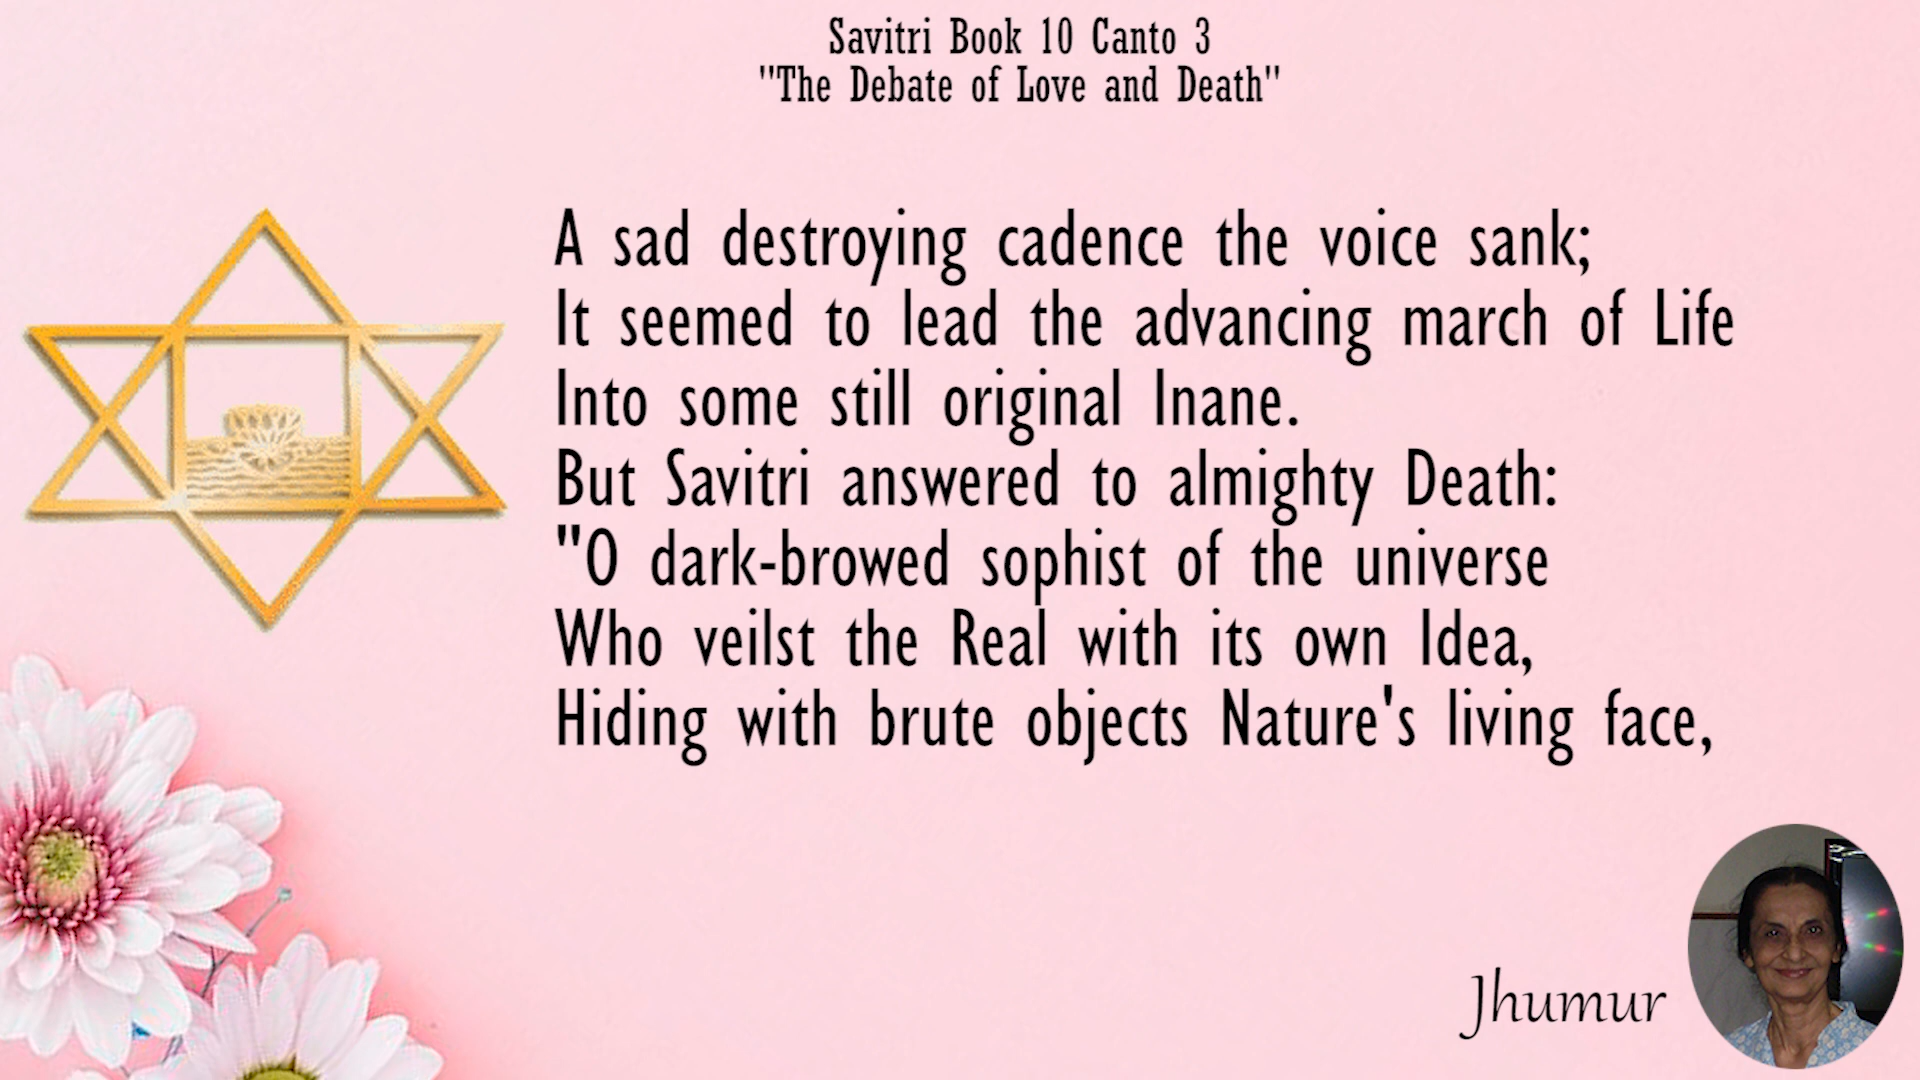 Savitri Book 10 Canto 3
"The Debate of Love and Death"
A sad destroying cadence the voice sank;
It seemed to lead the advancing march of Life
Into some still original Inane.
But Savitri answered to almighty Death:
"O dark-browed sophist of the universe
Who veilst the Real with its own Idea,
Hiding with brute objects Nature's living face,
Jhumur